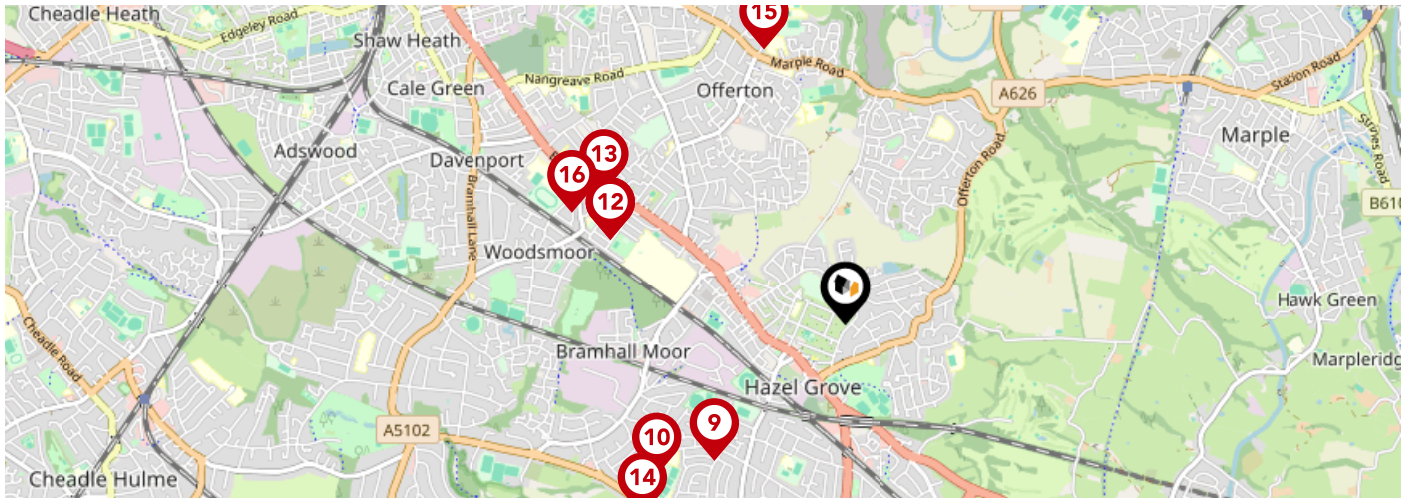 Cheadle Heath
Edgeley Road
Shaw Heath
15
Marple Road
Nangreave Road
Cale Green
Offerton
A626
Station Road
Marple
Strines Road
Adswood
Davenport
13
16
12
Bramhall Lane
Offerton Road
B610
Woodsmoor
Hawk Green
Cheadle Road
Bramhall Moor
Marpleridg
Hazel Grove
A5102
9
10
14
Cheadle Hulme